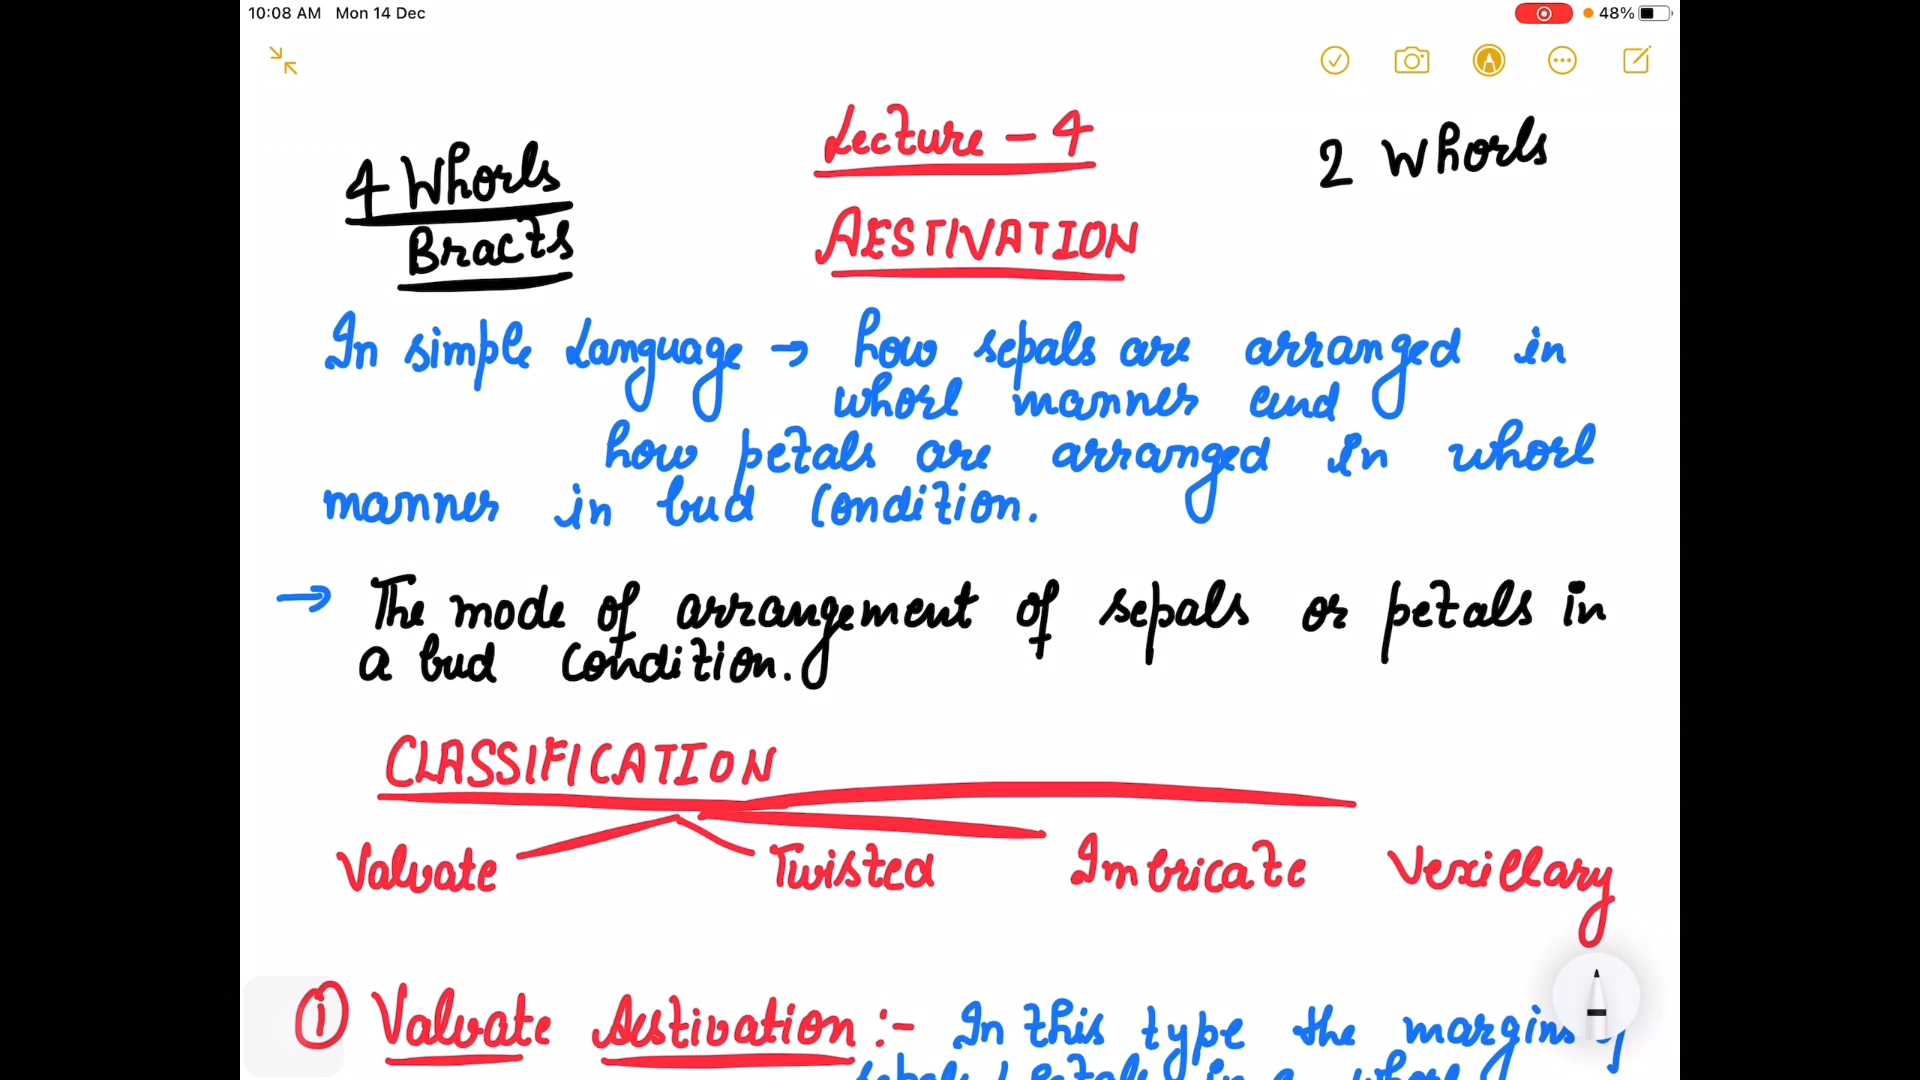 10:08 AM Mon 14 Dec
48%
Lecture - 4
4 Whorls
2 Whorls
Bracts
AESTIVATION
In simple Language → how sepals are arranged in
whorl manner and
how petals are arranged in whorl
manner in bud condition.
→ The mode of arrangement of sepals or petals in
a bud condition.
CLASSIFICATION
Valvate Twisted Imbricate Vexillary
① Valvate Aestivation :- In this type the margins